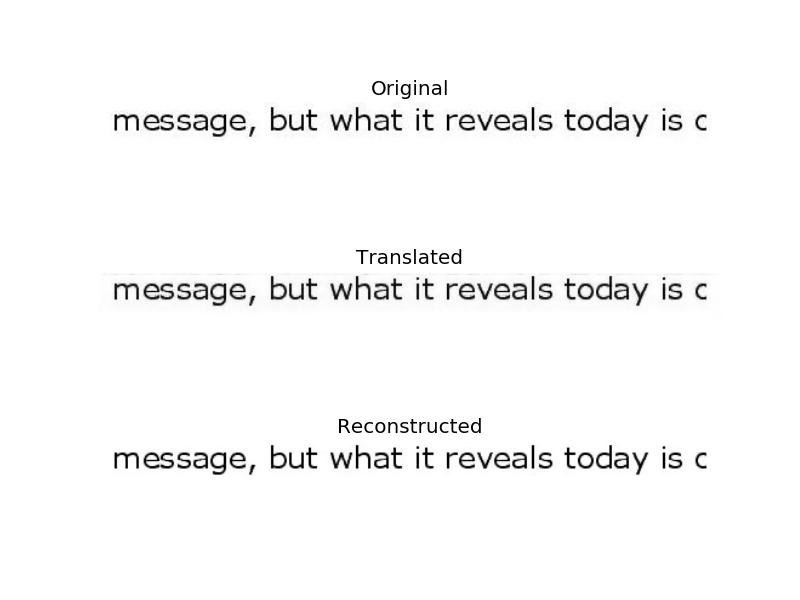 Original
message, but what it reveals today is c
Translated
message, but what it reveals today is c
Reconstructed
message, but what it reveals today is c